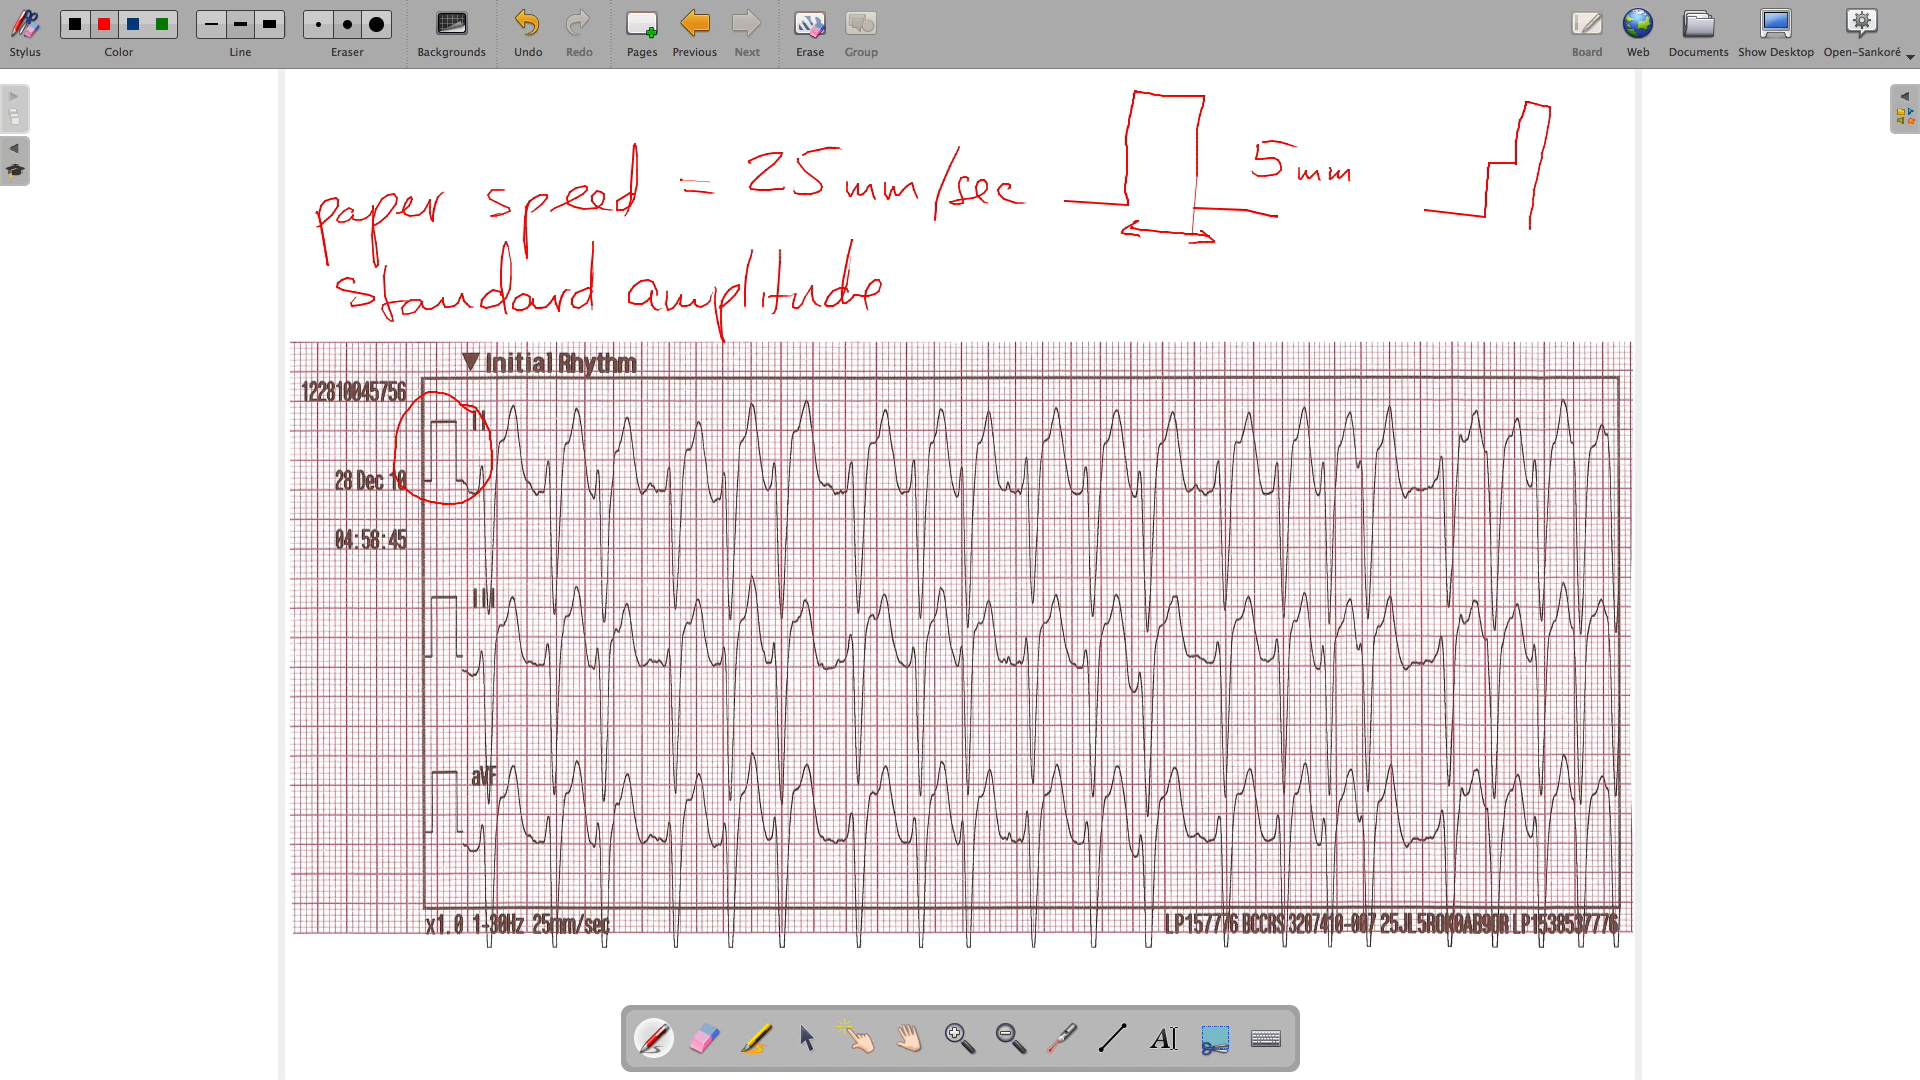 Stylus Color Line Eraser Backgrounds Undo Redo Pages Previous Next Erase Group Board Web Documents Show Desktop Open-Sankoré
paper speed = 25 mm/sec 5 mm
standard amplitude
Initial Rhythm
122810045756
II
28 Dec 10
04:58:45
III
aVF
x1.0 1-30Hz 25mm/sec
LP157776